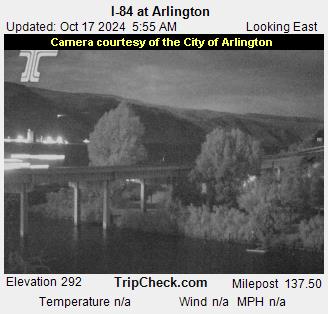 I-84 at Arlington
Updated: Oct 17 2024 5:55 AM Looking East
Camera courtesy of the City of Arlington
Elevation 292 TripCheck.com Milepost 137.50
Temperature n/a Wind n/a MPH n/a